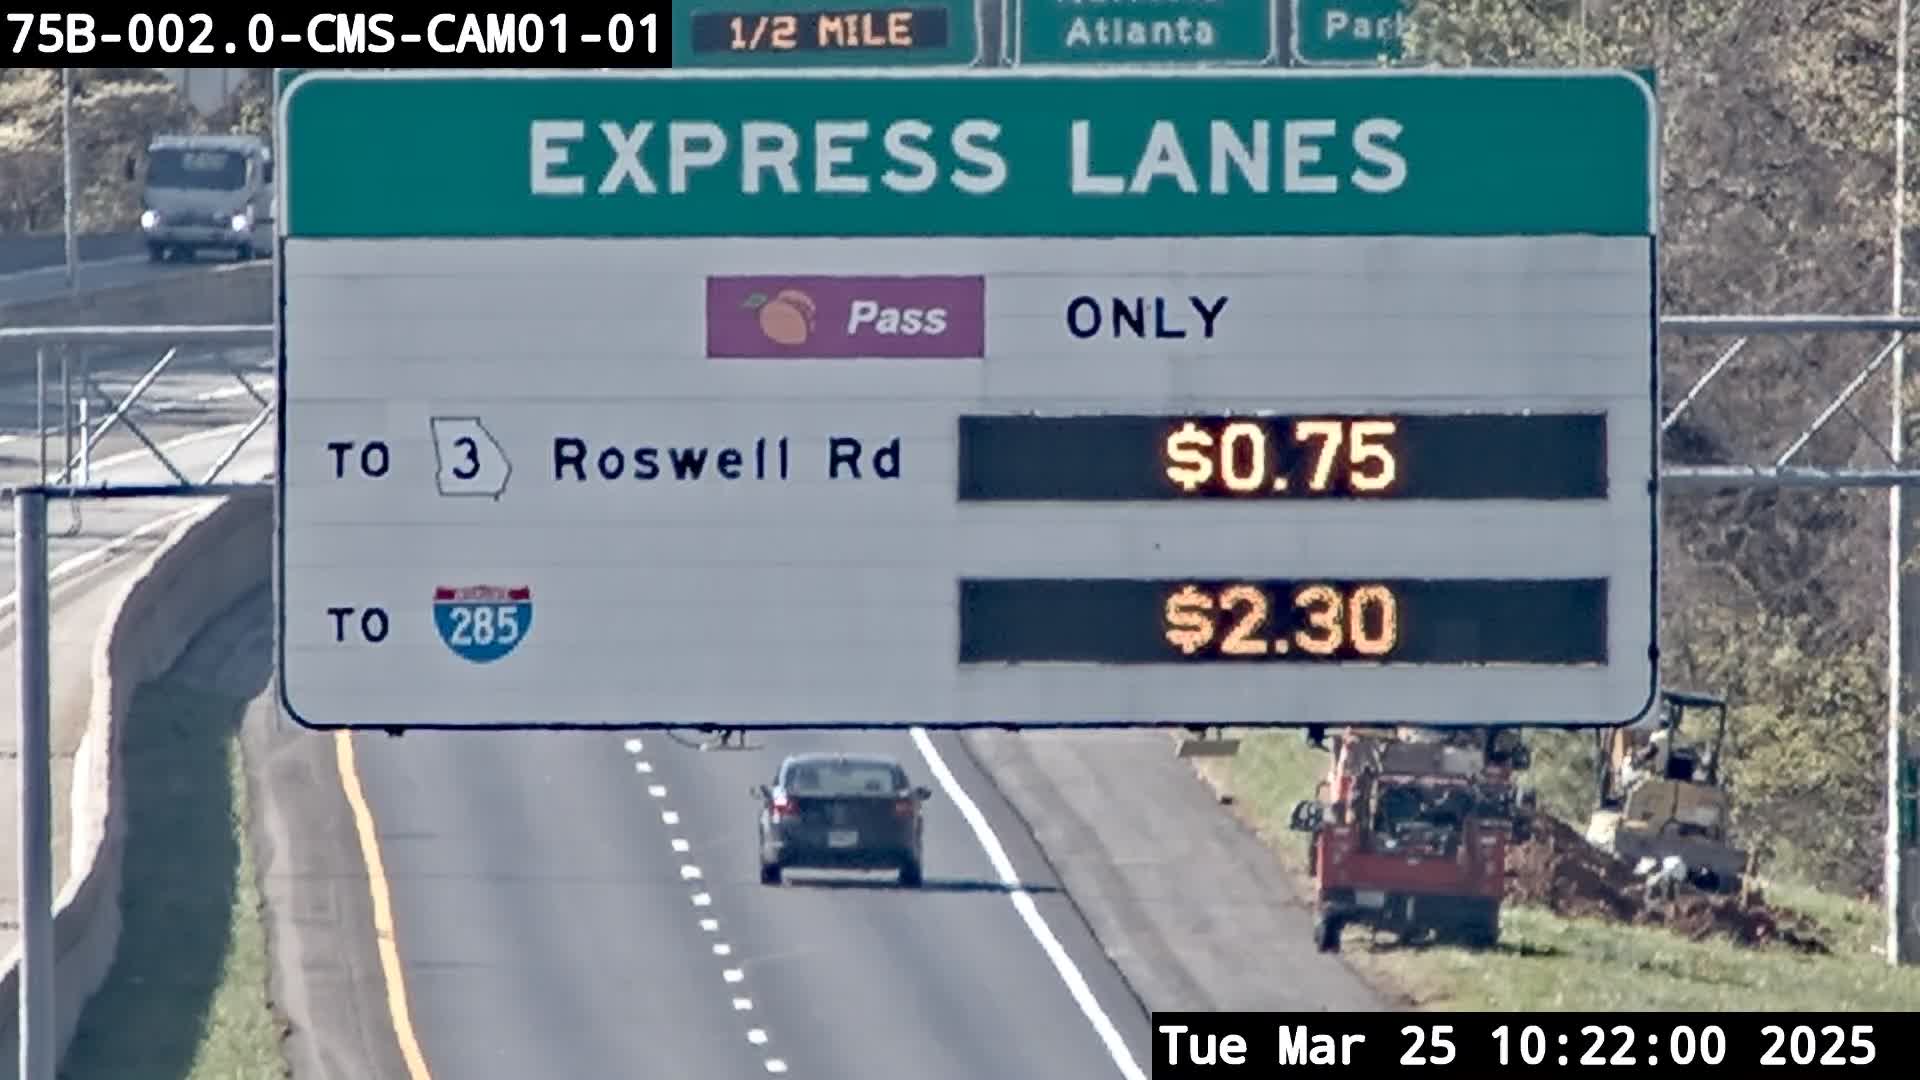 75B-002.0-CMS-CAM01-01
1/2 MILE
Atlanta
EXPRESS LANES
Pass ONLY
TO 3 Roswell Rd $0.75
TO 285 $2.30
Tue Mar 25 10:22:00 2025